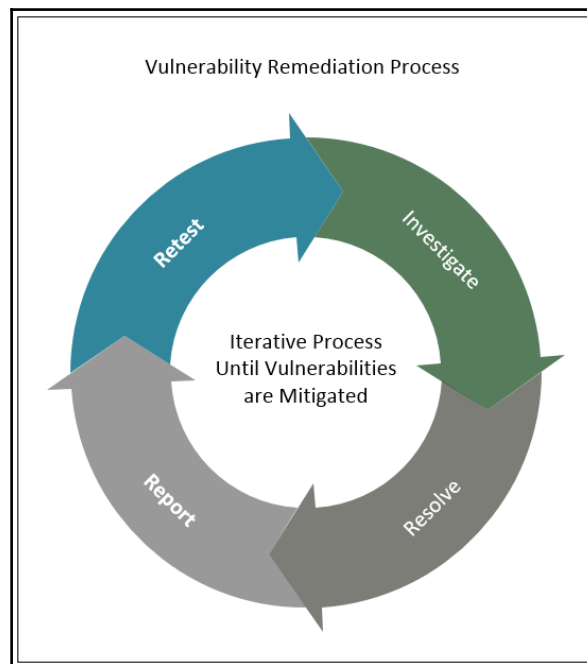 Vulnerability Remediation Process
Investigate
Resolve
Report
Retest
Iterative Process
Until Vulnerabilities
are Mitigated